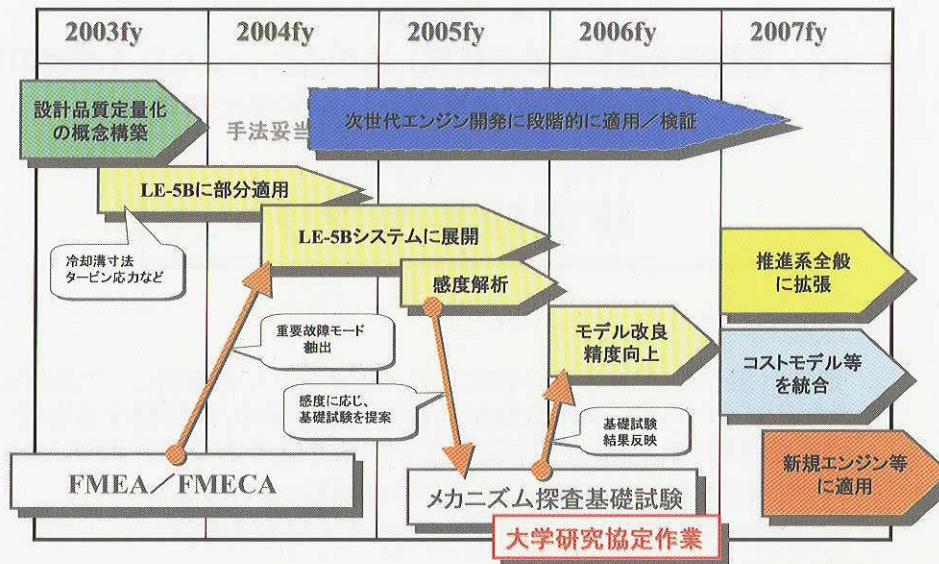 2003fy
2004fy
2005fy
2006fy
2007fy
設計品質定量化
の概念構築
手法妥当
次世代エンジン開発に段階的に適用／検証
LE-5Bに部分適用
冷却溝寸法
タービン応力など
LE-5Bシステムに展開
感度解析
推進系全般
に拡張
重要故障モード
抽出
モデル改良
精度向上
コストモデル等
を統合
感度に応じ、
基礎試験を提案
基礎試験
結果反映
新規エンジン等
に適用
FMEA／FMECA
メカニズム探査基礎試験
大学研究協定作業